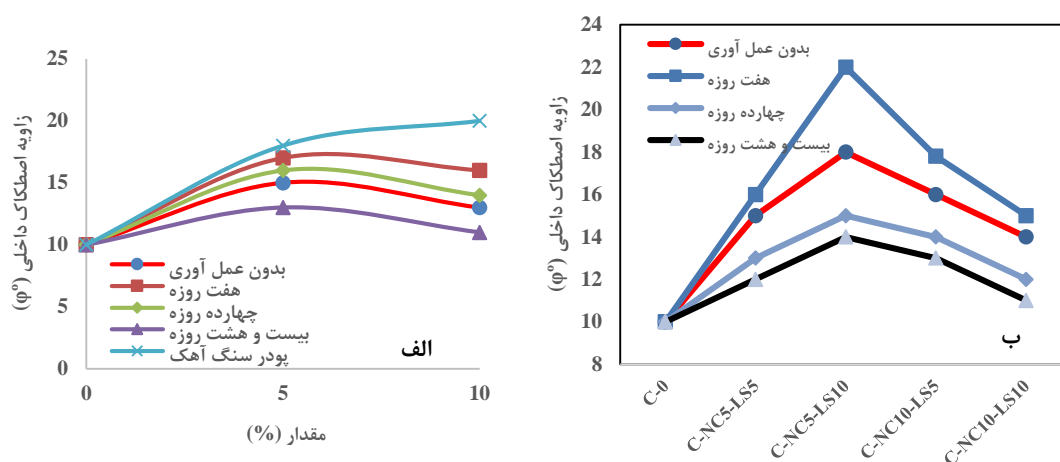 25
20
15
10
5
0
0
5
10
زاویه اصطکاک داخلی (φº)
مقدار (%)
بدون عمل آوری
هفت روزه
چهارده روزه
بیست و هشت روزه
پودر سنگ آهک
الف
24
22
20
18
16
14
12
10
8
زاویه اصطکاک داخلی (φº)
بدون عمل آوری
هفت روزه
چهارده روزه
بیست و هشت روزه
ب
C-0
C-NC5-LS5
C-NC5-LS10
C-NC10-LS5
C-NC10-LS10